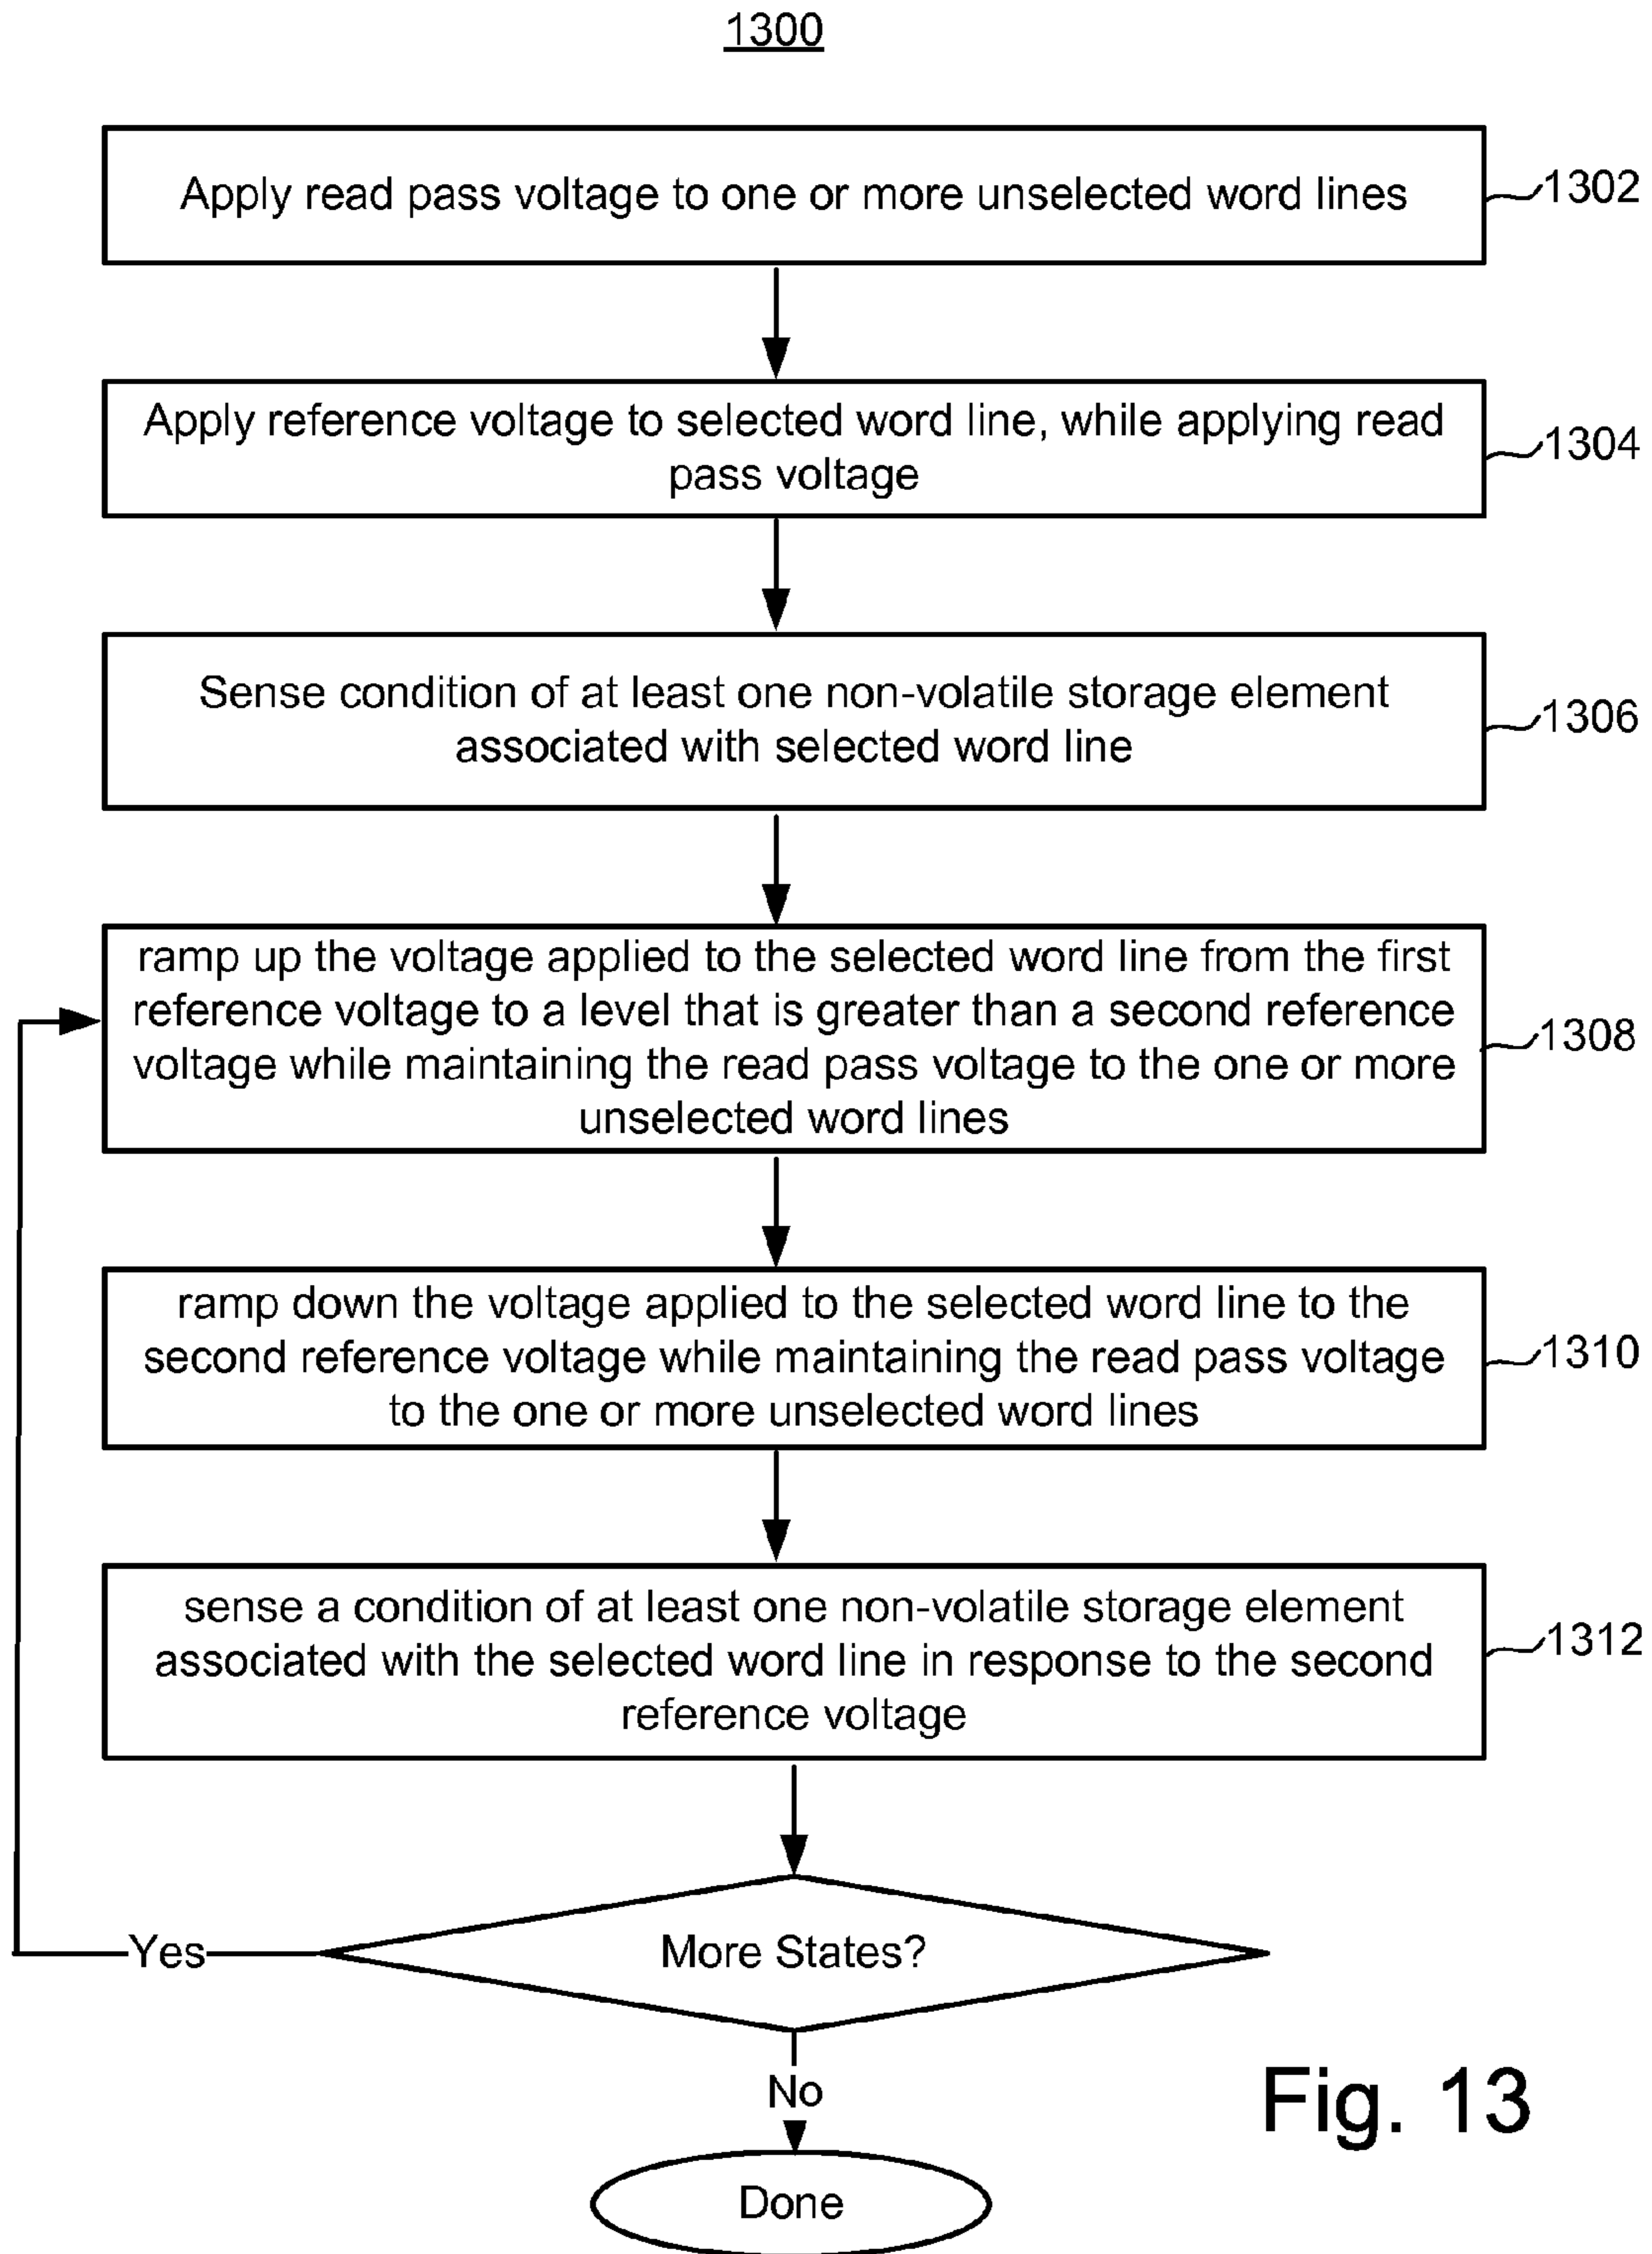 1300
Apply read pass voltage to one or more unselected word lines
1302
Apply reference voltage to selected word line, while applying read
pass voltage
1304
Sense condition of at least one non-volatile storage element
associated with selected word line
1306
ramp up the voltage applied to the selected word line from the first
reference voltage to a level that is greater than a second reference
voltage while maintaining the read pass voltage to the one or more
unselected word lines
1308
ramp down the voltage applied to the selected word line to the
second reference voltage while maintaining the read pass voltage
to the one or more unselected word lines
1310
sense a condition of at least one non-volatile storage element
associated with the selected word line in response to the second
reference voltage
1312
More States?
Yes
No
Done
Fig. 13